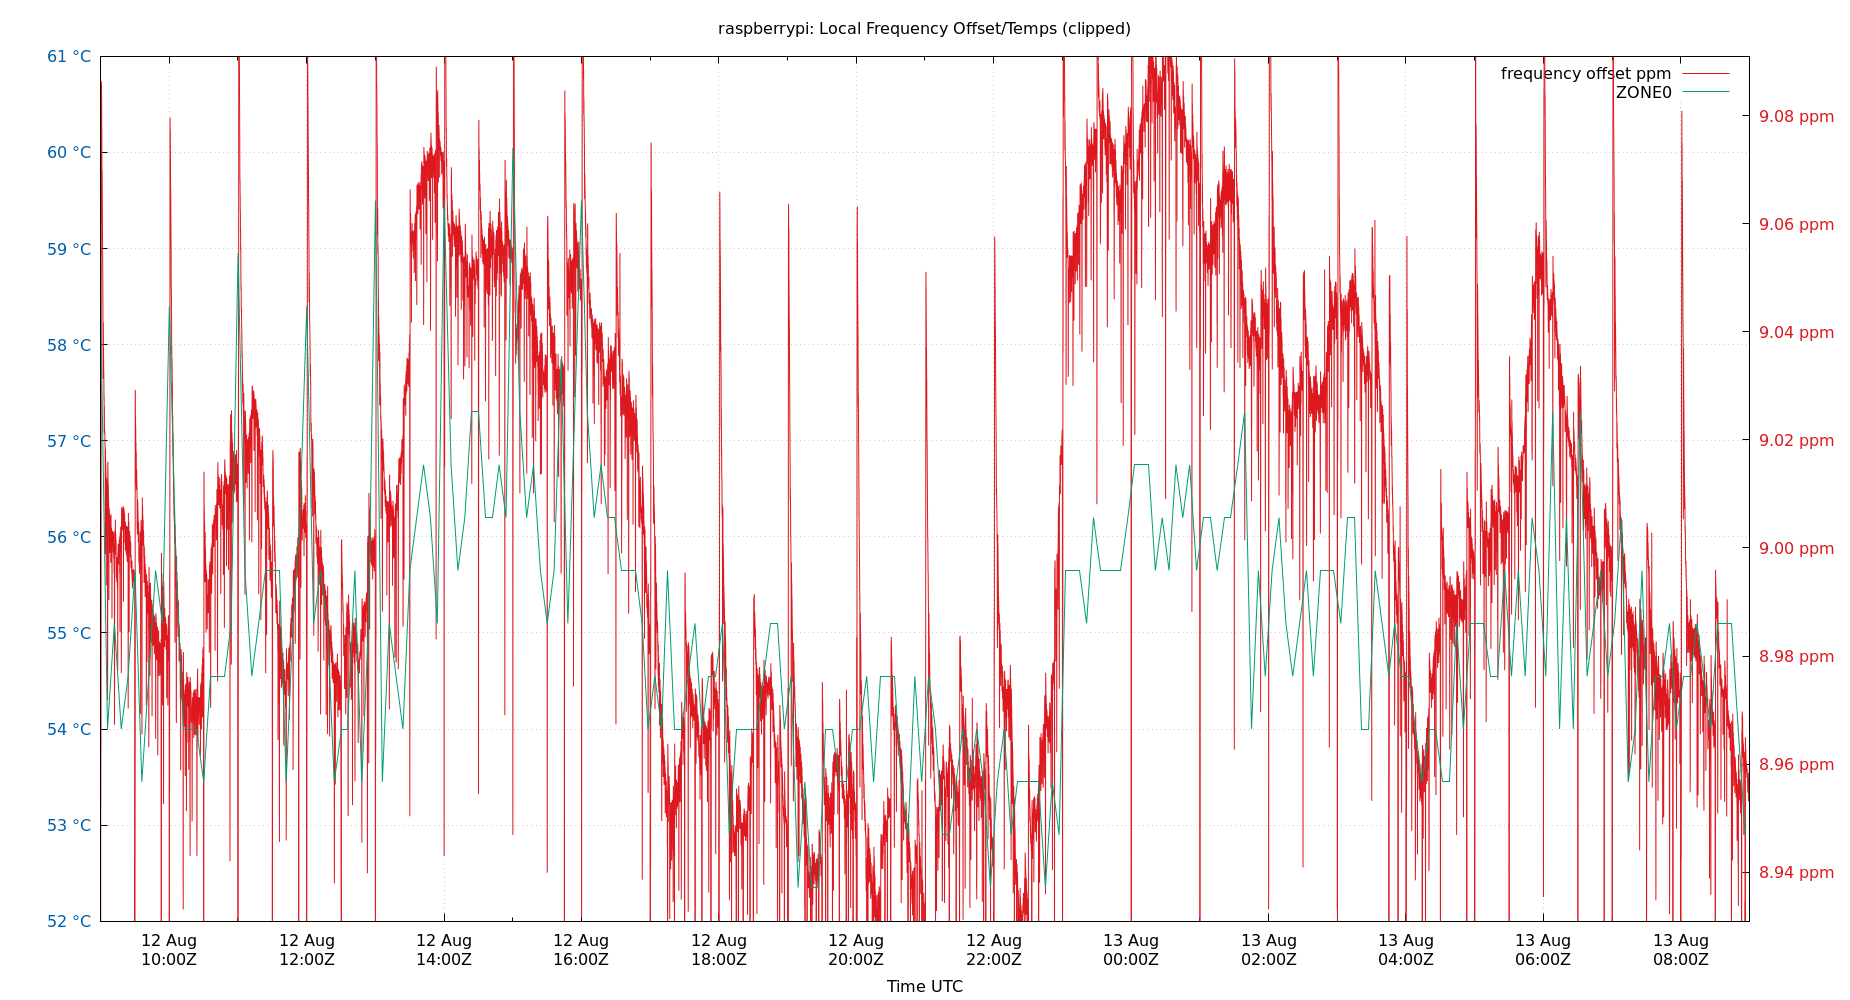 raspberrypi: Local Frequency Offset/Temps (clipped)
frequency offset ppm
ZONE0
61 °C
60 °C
59 °C
58 °C
57 °C
56 °C
55 °C
54 °C
53 °C
52 °C
9.08 ppm
9.06 ppm
9.04 ppm
9.02 ppm
9.00 ppm
8.98 ppm
8.96 ppm
8.94 ppm
12 Aug 12 Aug 12 Aug 12 Aug 12 Aug 12 Aug 12 Aug 13 Aug 13 Aug 13 Aug 13 Aug 13 Aug
10:00Z 12:00Z 14:00Z 16:00Z 18:00Z 20:00Z 22:00Z 00:00Z 02:00Z 04:00Z 06:00Z 08:00Z
Time UTC